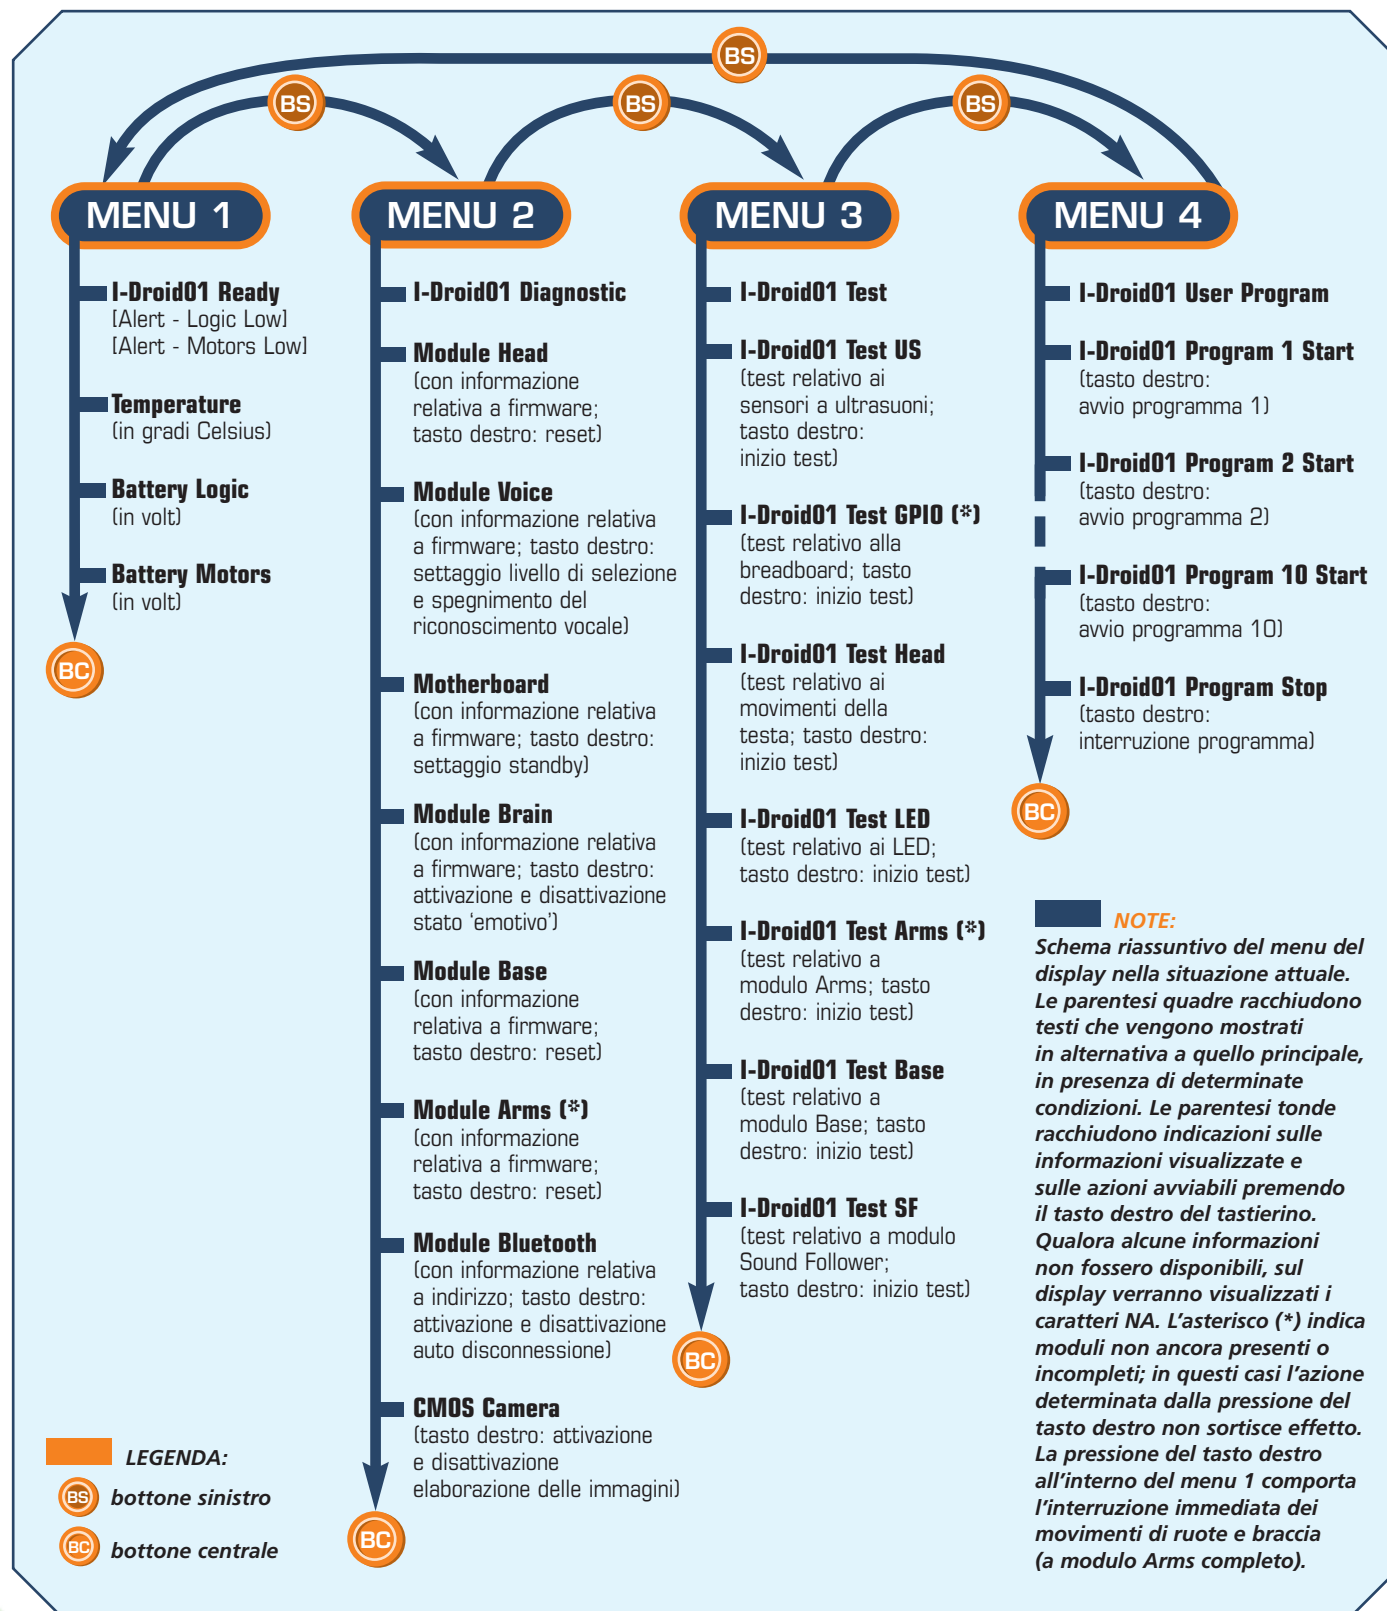 BS
BS
BS
BS
MENU 1
MENU 2
MENU 3
MENU 4
I-Droid01 Ready
[Alert - Logic Low]
[Alert - Motors Low]
Temperature
(in gradi Celsius)
Battery Logic
(in volt)
Battery Motors
(in volt)
BC
I-Droid01 Diagnostic
Module Head
(con informazione
relativa a firmware;
tasto destro: reset)
Module Voice
(con informazione relativa
a firmware; tasto destro:
settaggio livello di selezione
e spegnimento del
riconoscimento vocale)
Motherboard
(con informazione relativa
a firmware; tasto destro:
settaggio standby)
Module Brain
(con informazione relativa
a firmware; tasto destro:
attivazione e disattivazione
stato ‘emotivo’)
Module Base
(con informazione
relativa a firmware;
tasto destro: reset)
Module Arms (*)
(con informazione
relativa a firmware;
tasto destro: reset)
Module Bluetooth
(con informazione relativa
a indirizzo; tasto destro:
attivazione e disattivazione
auto disconnessione)
CMOS Camera
(tasto destro: attivazione
e disattivazione
elaborazione delle immagini)
BC
I-Droid01 Test
I-Droid01 Test US
(test relativo ai
sensori a ultrasuoni;
tasto destro:
inizio test)
I-Droid01 Test GPIO (*)
(test relativo alla
breadboard; tasto
destro: inizio test)
I-Droid01 Test Head
(test relativo ai
movimenti della
testa; tasto destro:
inizio test)
I-Droid01 Test LED
(test relativo ai LED;
tasto destro: inizio test)
I-Droid01 Test Arms (*)
(test relativo a
modulo Arms; tasto
destro: inizio test)
I-Droid01 Test Base
(test relativo a
modulo Base; tasto
destro: inizio test)
I-Droid01 Test SF
(test relativo a modulo
Sound Follower;
tasto destro: inizio test)
BC
I-Droid01 User Program
I-Droid01 Program 1 Start
(tasto destro:
avvio programma 1)
I-Droid01 Program 2 Start
(tasto destro:
avvio programma 2)
I-Droid01 Program 10 Start
(tasto destro:
avvio programma 10)
I-Droid01 Program Stop
(tasto destro:
interruzione programma)
BC
NOTE:
Schema riassuntivo del menu del
display nella situazione attuale.
Le parentesi quadre racchiudono
testi che vengono mostrati
in alternativa a quello principale,
in presenza di determinate
condizioni. Le parentesi tonde
racchiudono indicazioni sulle
informazioni visualizzate e
sulle azioni avviabili premendo
il tasto destro del tastierino.
Qualora alcune informazioni
non fossero disponibili, sul
display verranno visualizzati i
caratteri NA. L’asterisco (*) indica
moduli non ancora presenti o
incompleti; in questi casi l’azione
determinata dalla pressione del
tasto destro non sortisce effetto.
La pressione del tasto destro
all’interno del menu 1 comporta
l’interruzione immediata dei
movimenti di ruote e braccia
(a modulo Arms completo).
LEGENDA:
BS bottone sinistro
BC bottone centrale